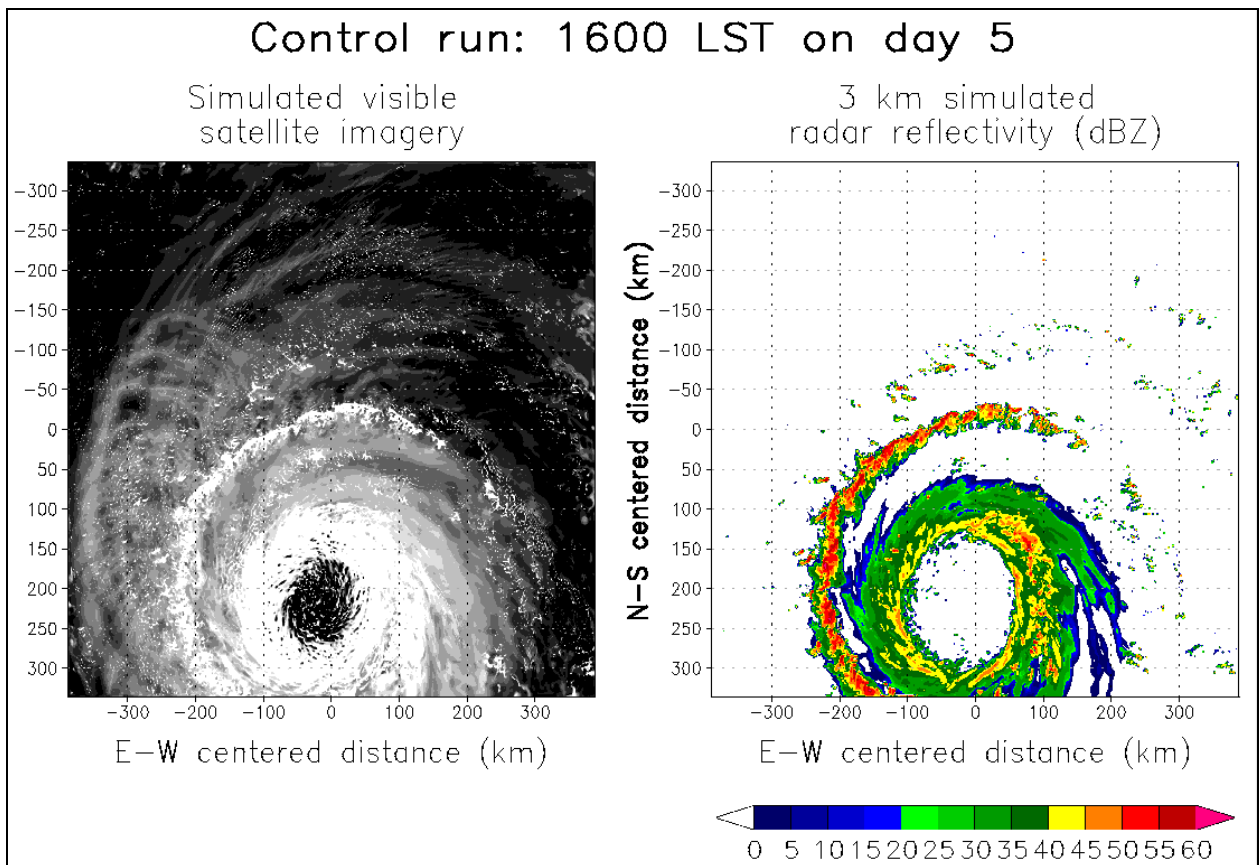 Control run: 1600 LST on day 5
Simulated visible
satellite imagery
−300
−250
−200
−150
−100
−50
0
50
100
150
200
250
300
−300 −200 −100 0 100 200 300
E−W centered distance (km)
3 km simulated
radar reflectivity (dBZ)
N−S centered distance (km)
−300
−250
−200
−150
−100
−50
0
50
100
150
200
250
300
−300 −200 −100 0 100 200 300
E−W centered distance (km)
0 5 10 15 20 25 30 35 40 45 50 55 60